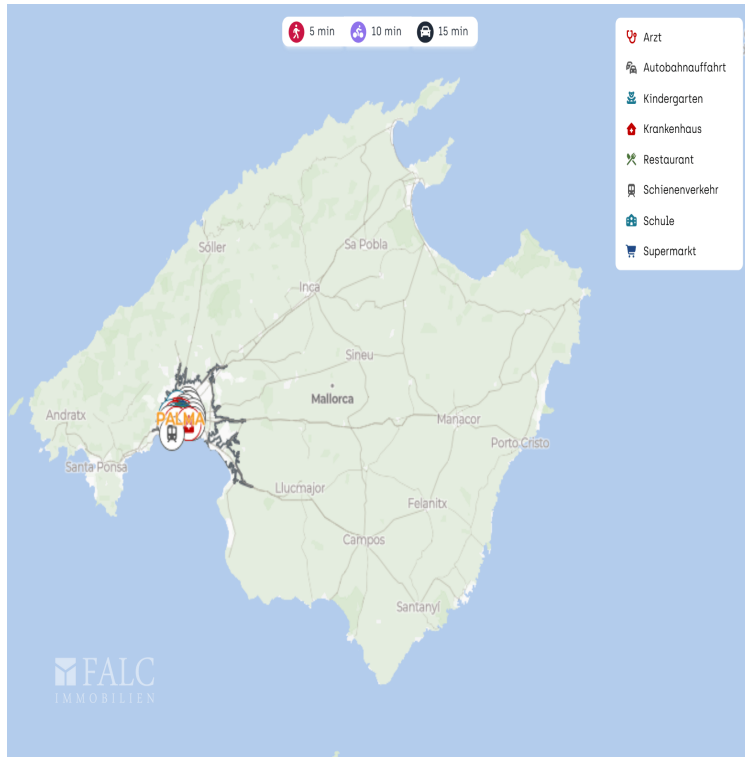 5 min 10 min 15 min
Arzt
Autobahnauffahrt
Kindergarten
Krankenhaus
Restaurant
Schienenverkehr
Schule
Supermarkt
Sóller
Sa Pobla
Inca
Sineu
Mallorca
Andratx
PALMA
Manacor
Porto Cristo
Santa Ponsa
Llucmajor
Felanitx
Campos
Santanyí
FALC
IMMOBILIEN